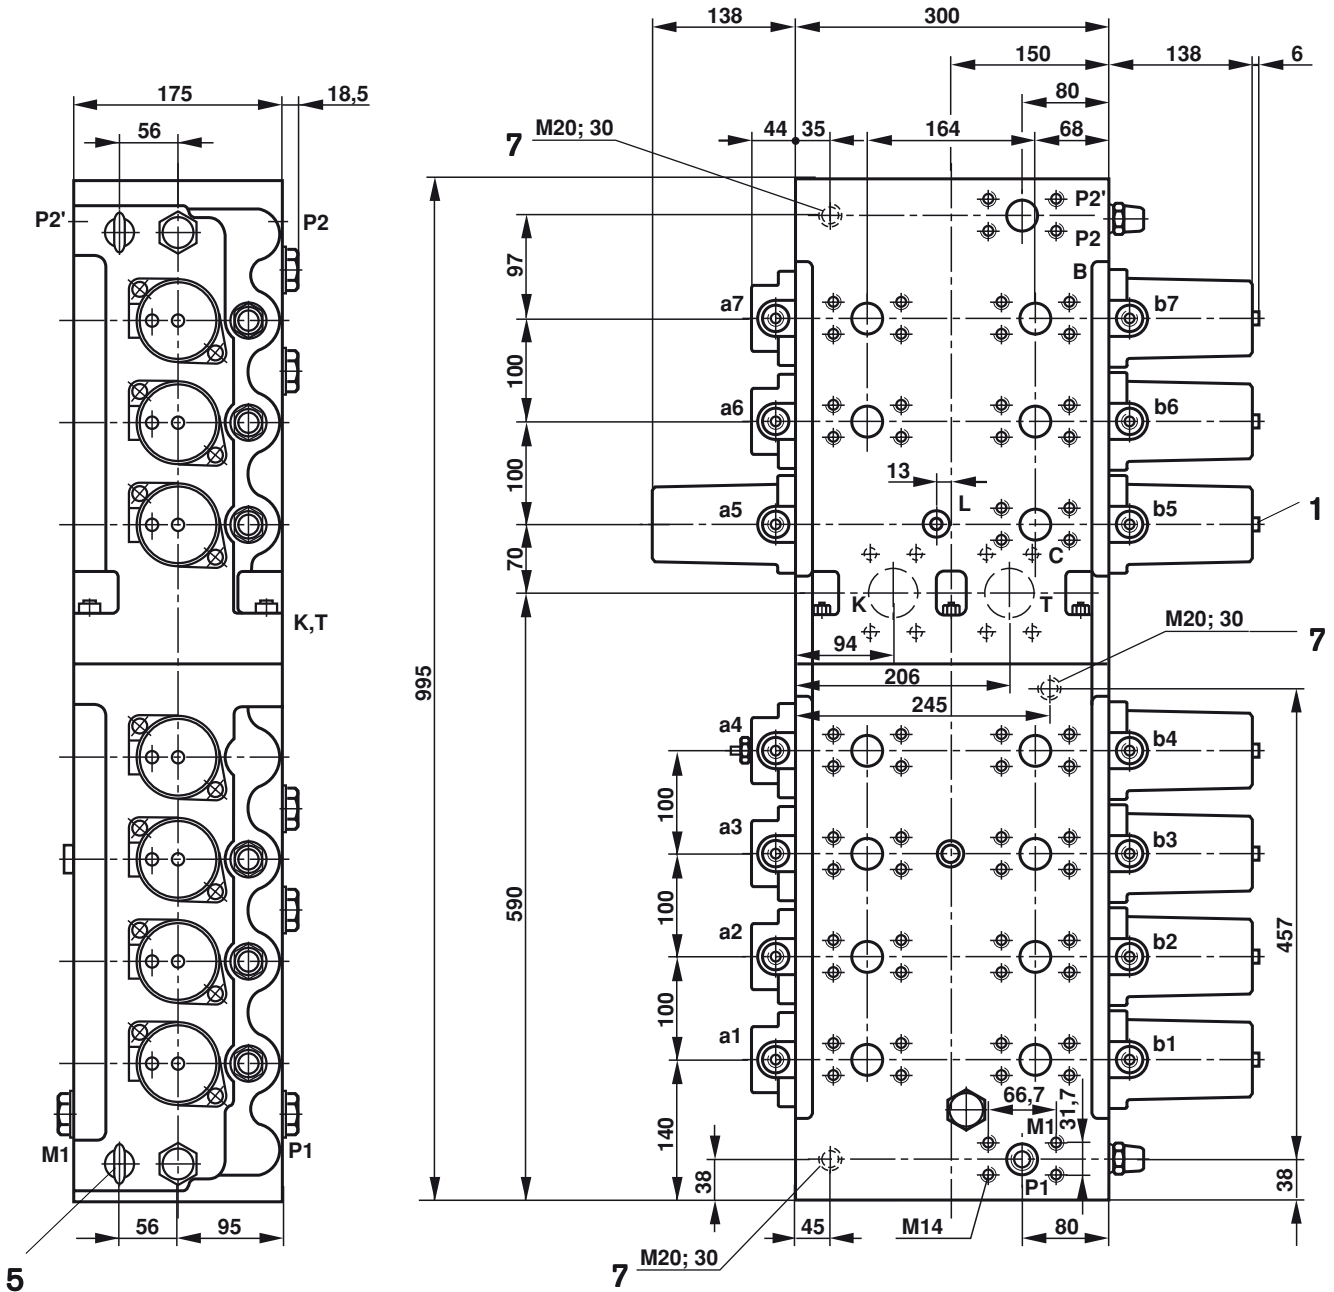 138
300
150
138
6
175
18,5
80
56
7
M20; 30
44
35
164
68
P2'
P2
P2'
P2
B
97
a7
b7
100
a6
b6
100
13
L
a5
b5
1
70
C
K
T
K,T
M20; 30
7
94
995
206
245
a4
b4
100
a3
b3
590
100
457
a2
b2
100
a1
b1
66,7
31,7
M1
140
M1
P1
38
P1
38
56
95
45
M14
80
5
7
M20; 30